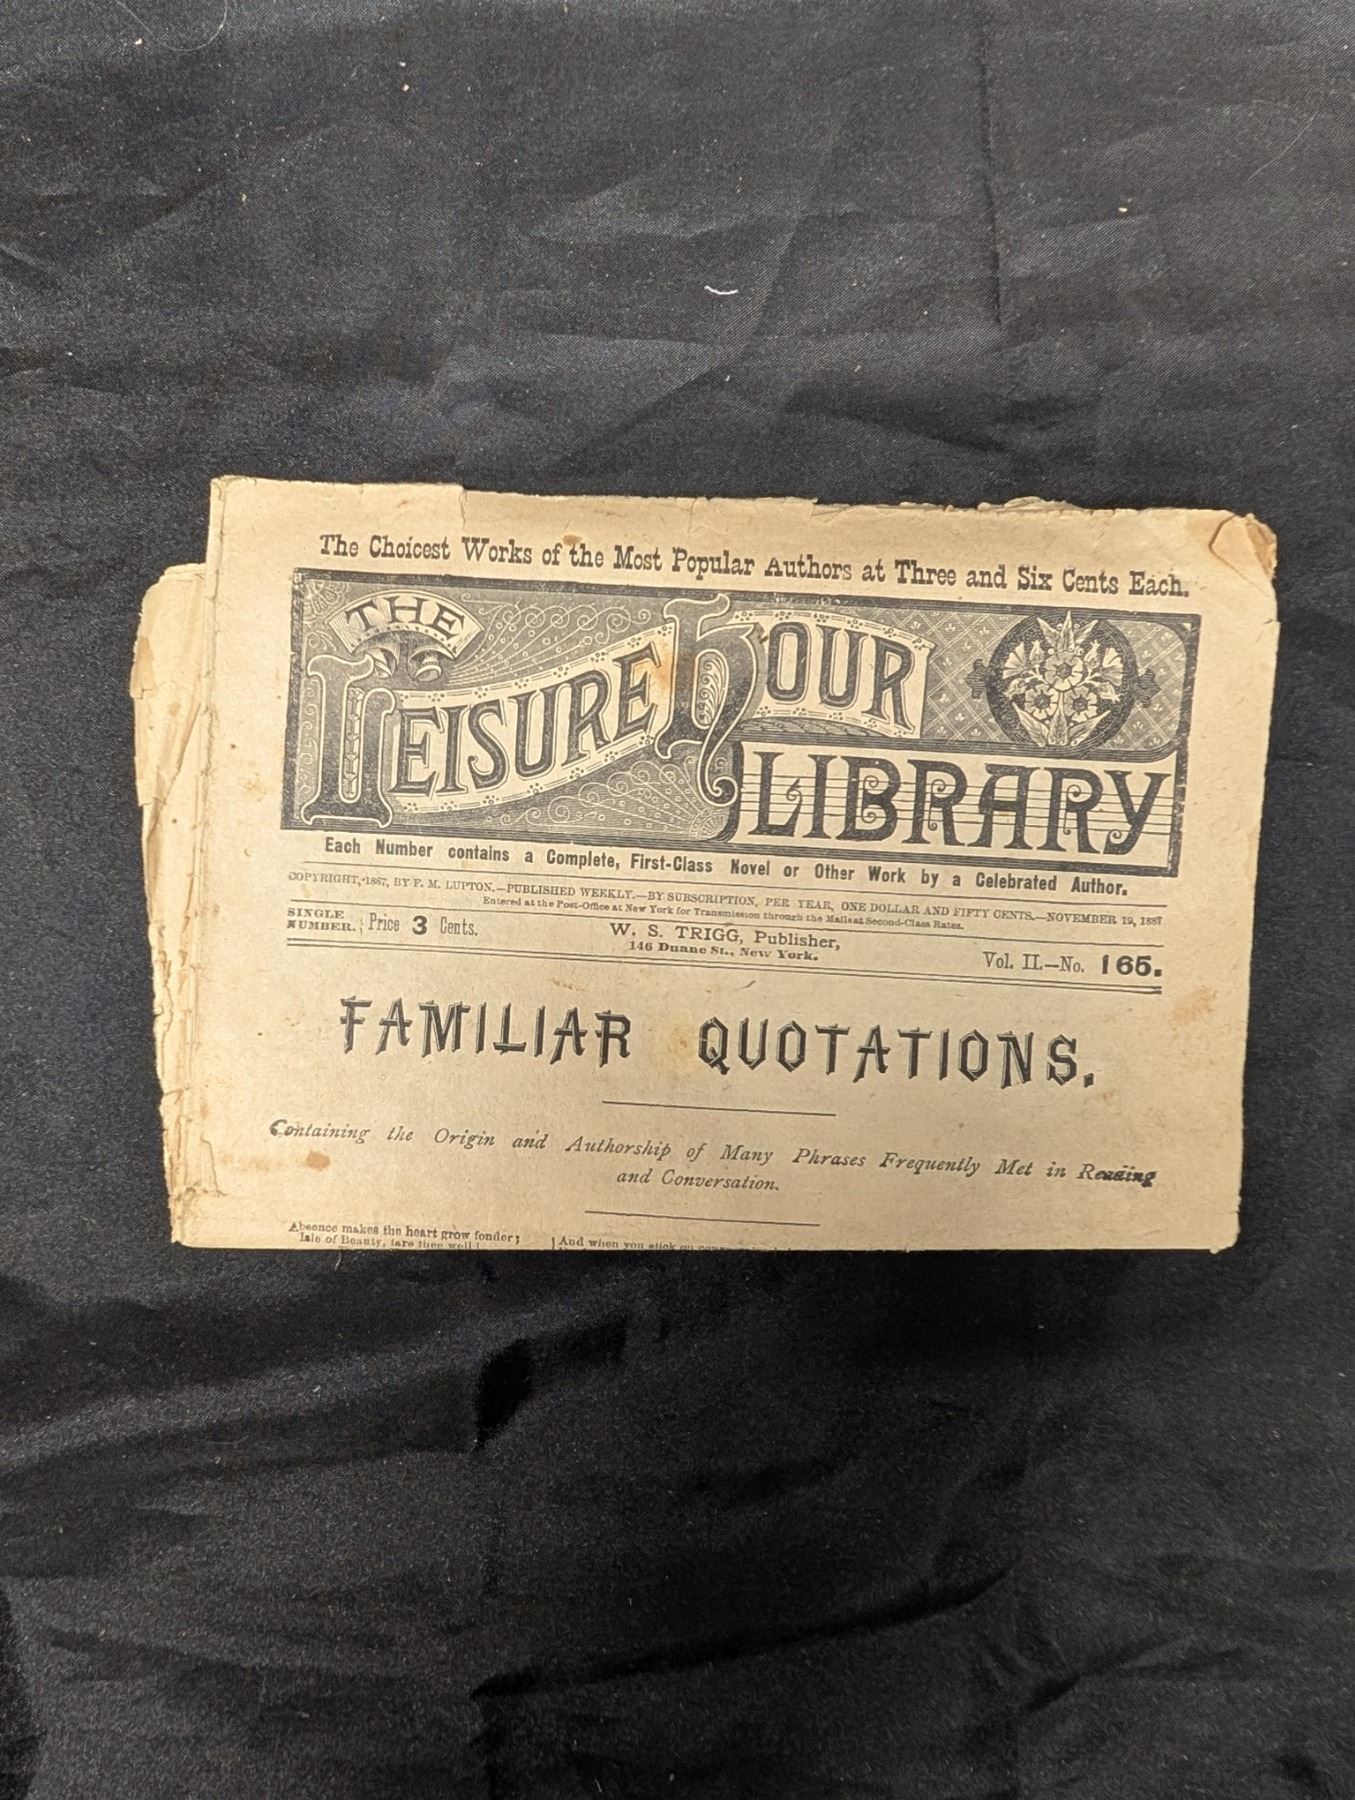 The Choicest Works of the Most Popular Authors at Three and Six Cents Each.
THE
LEISURE HOUR
LIBRARY
Each Number contains a Complete, First-Class Novel or Other Work by a Celebrated Author.
COPYRIGHT, 1887, BY F. M. LUPTON.—PUBLISHED WEEKLY.—BY SUBSCRIPTION, PER YEAR, ONE DOLLAR AND FIFTY CENTS.—NOVEMBER 19, 1887
Entered at the Post-Office at New York for Transmission through the Mails at Second-Class Rates.
SINGLE NUMBER. } Price 3 Cents.
W. S. TRIGG, Publisher,
146 Duane St., New York.
Vol. II.—No. 165.
FAMILIAR QUOTATIONS.
Containing the Origin and Authorship of Many Phrases Frequently Met in Reading
and Conversation.
Absence makes the heart grow fonder;
Isle of Beauty, fare thee well!
And when you stick on